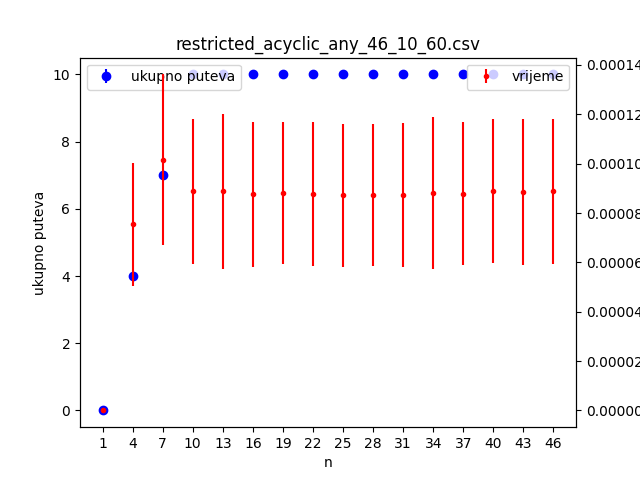 restricted_acyclic_any_46_10_60.csv
ukupno puteva
vrijeme
10
8
6
4
2
0
ukupno puteva
0.00014
0.00012
0.00010
0.00008
0.00006
0.00004
0.00002
0.00000
1 4 7 10 13 16 19 22 25 28 31 34 37 40 43 46
n